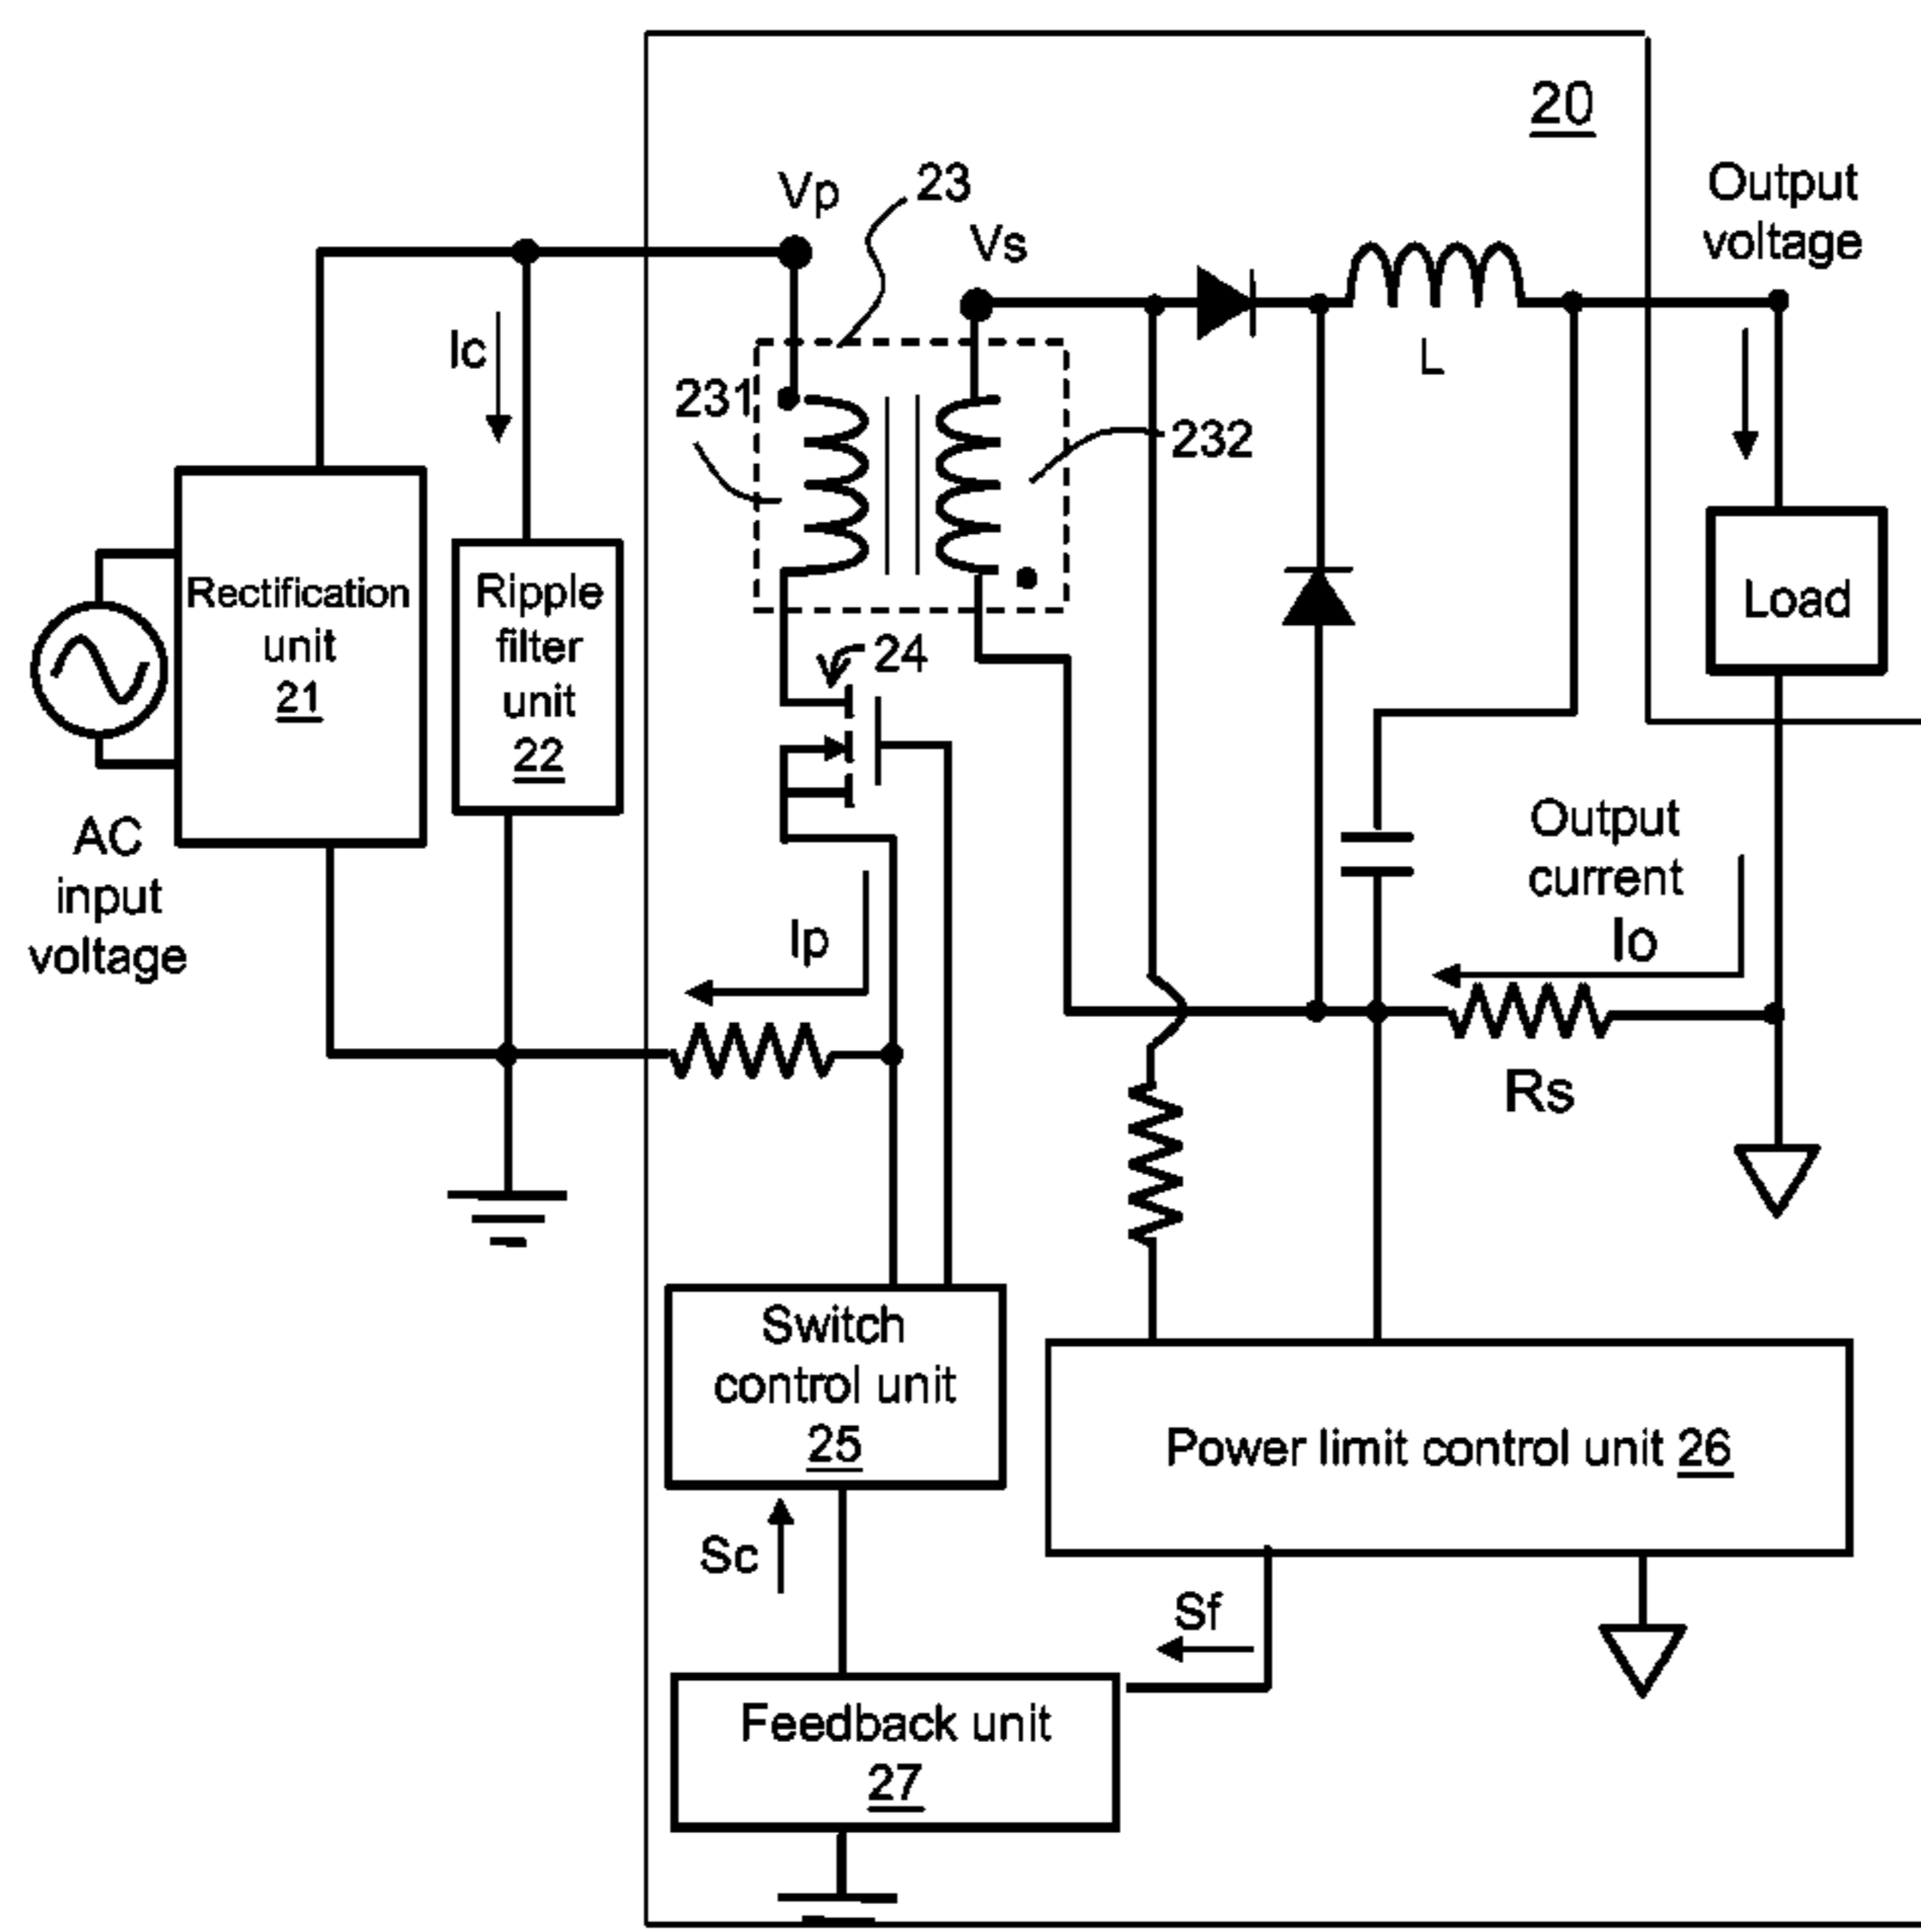 20
Vp
23
Vs
Output
voltage
Ic
L
231
232
Rectification
unit
21
Ripple
filter
unit
22
Load
24
AC
input
voltage
Output
current
Io
Ip
Rs
Switch
control unit
25
Power limit control unit 26
Sc
Sf
Feedback unit
27